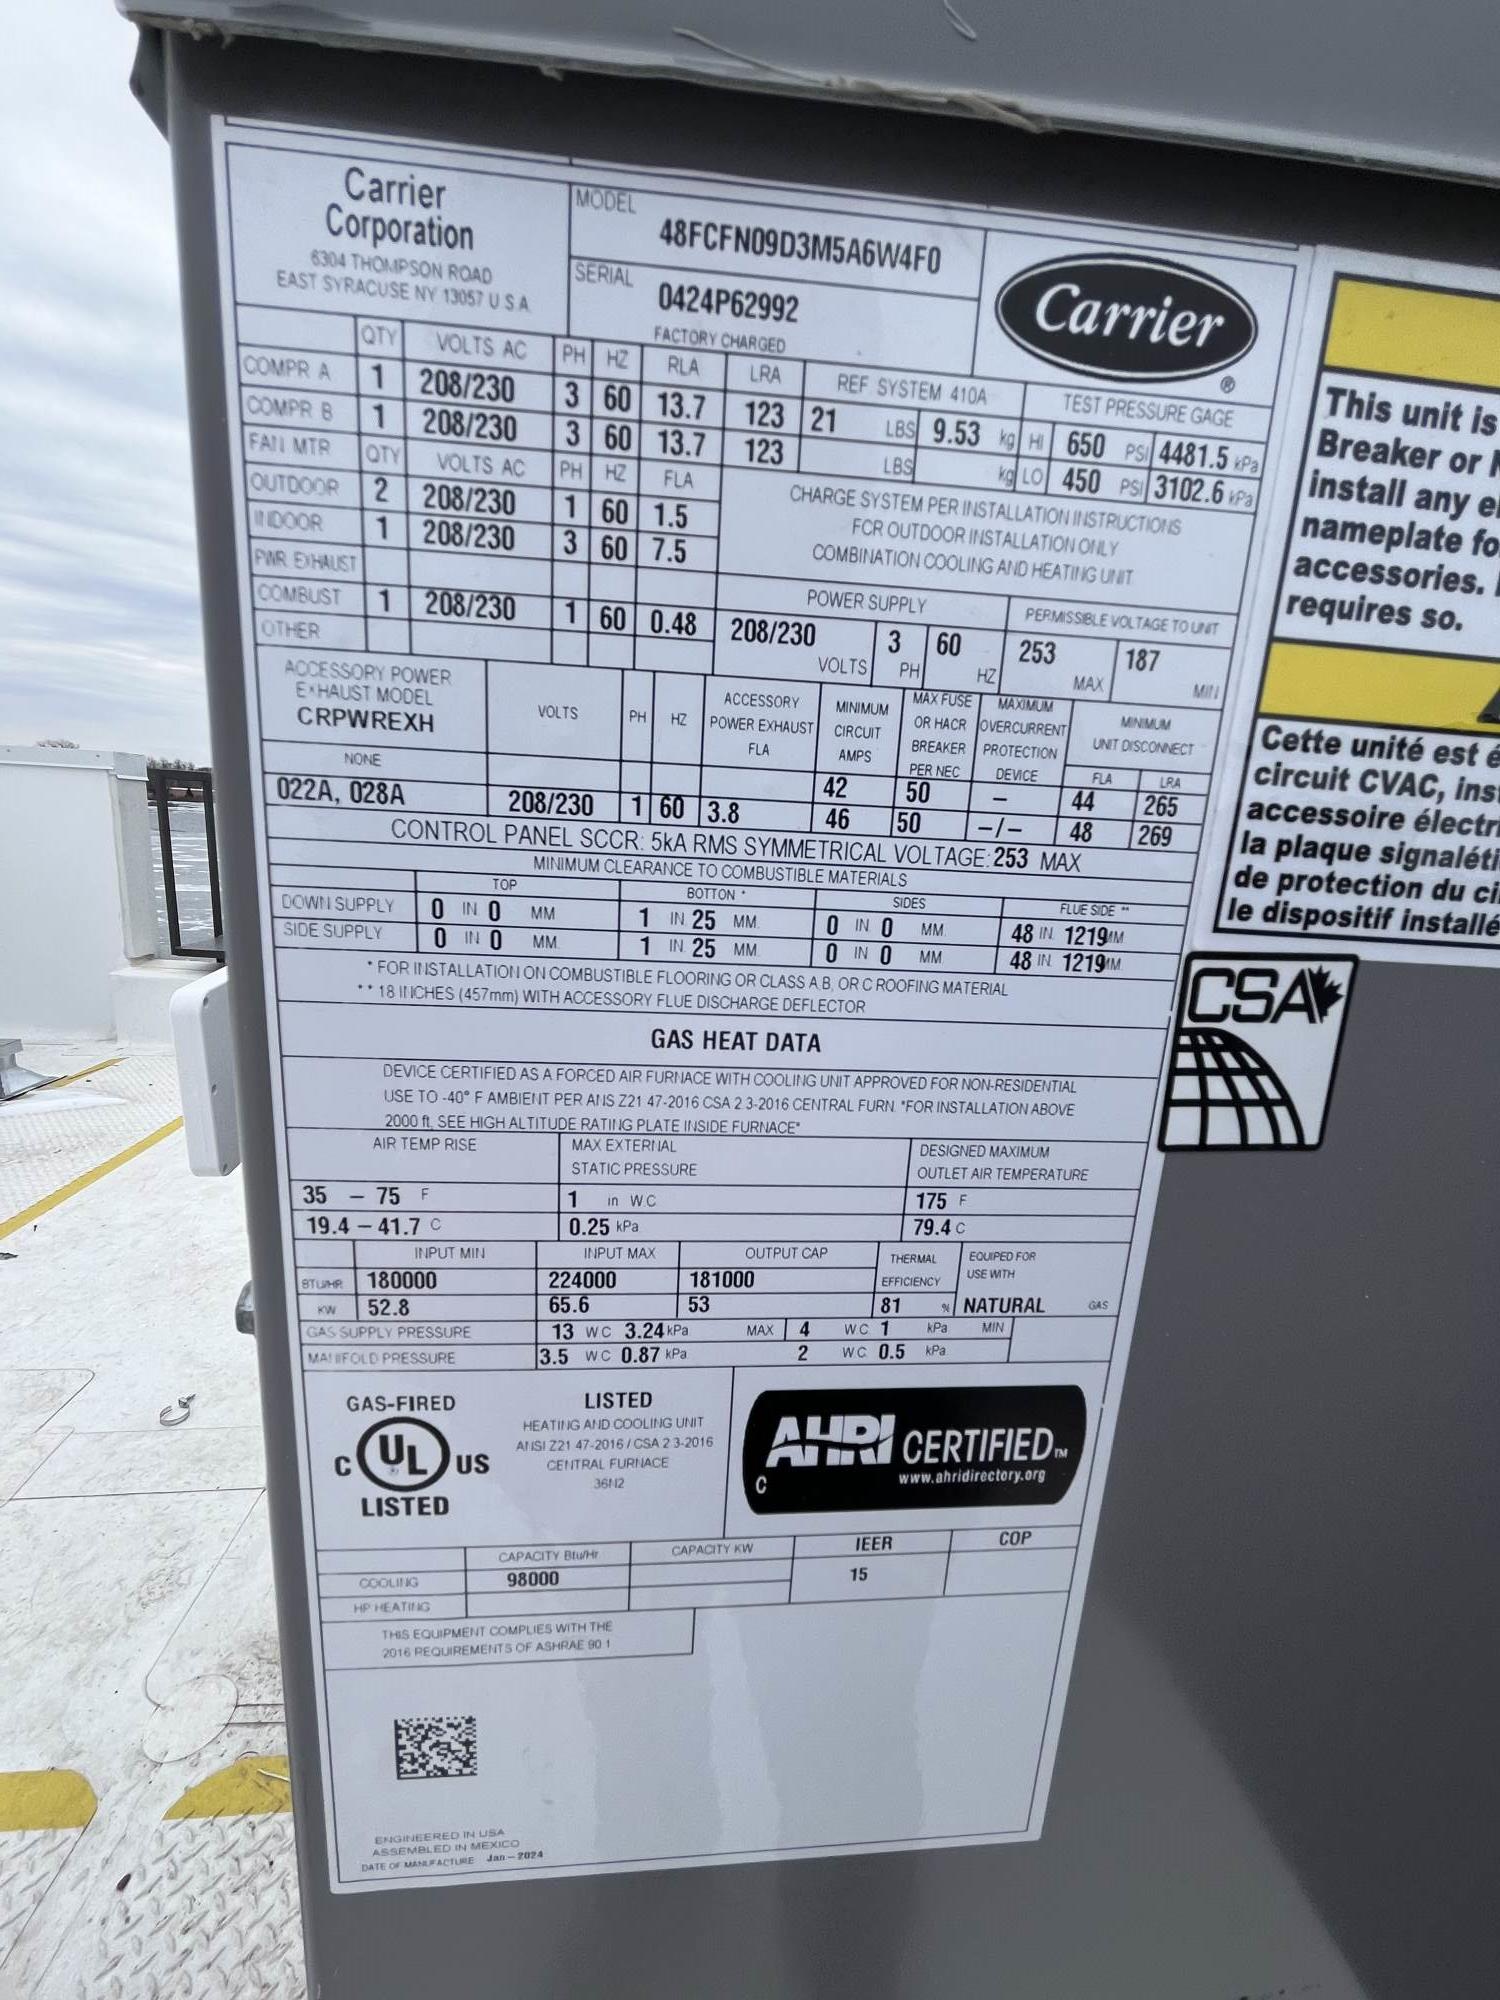 Carrier
Corporation
6304 THOMPSON ROAD
EAST SYRACUSE NY 13057 U S A
MODEL
48FCFN09D3M5A6W4F0
SERIAL
0424P62992
FACTORY CHARGED
Carrier
®
QTY VOLTS AC PH HZ RLA LRA REF. SYSTEM 410A TEST PRESSURE GAGE
COMPR A 1 208/230 3 60 13.7 123 21 LBS 9.53 kg HI 650 PSI 4481.5 kPa
COMPR B 1 208/230 3 60 13.7 123 LBS kg LO 450 PSI 3102.6 kPa
FAN MTR QTY VOLTS AC PH HZ FLA
OUTDOOR 2 208/230 1 60 1.5
INDOOR 1 208/230 3 60 7.5
PWR. EXHAUST
COMBUST 1 208/230 1 60 0.48
OTHER
CHARGE SYSTEM PER INSTALLATION INSTRUCTIONS
FOR OUTDOOR INSTALLATION ONLY
COMBINATION COOLING AND HEATING UNIT
POWER SUPPLY PERMISSIBLE VOLTAGE TO UNIT
208/230 VOLTS 3 PH 60 HZ 253 MAX 187 MIN
ACCESSORY POWER
EXHAUST MODEL
CRPWREXH
VOLTS PH HZ
ACCESSORY
POWER EXHAUST
FLA
MINIMUM
CIRCUIT
AMPS
MAX FUSE
OR HACR
BREAKER
PER NEC
MAXIMUM
OVERCURRENT
PROTECTION
DEVICE
MINIMUM
UNIT DISCONNECT
FLA LRA
NONE 42 50 – 44 265
022A, 028A 208/230 1 60 3.8 46 50 –/– 48 269
CONTROL PANEL SCCR: 5kA RMS SYMMETRICAL VOLTAGE: 253 MAX
MINIMUM CLEARANCE TO COMBUSTIBLE MATERIALS
TOP BOTTON * SIDES FLUE SIDE **
DOWN SUPPLY 0 IN 0 MM 1 IN 25 MM. 0 IN 0 MM. 48 IN. 1219 MM
SIDE SUPPLY 0 IN 0 MM. 1 IN 25 MM. 0 IN 0 MM 48 IN. 1219 MM.
* FOR INSTALLATION ON COMBUSTIBLE FLOORING OR CLASS A,B, OR C ROOFING MATERIAL
** 18 INCHES (457mm) WITH ACCESSORY FLUE DISCHARGE DEFLECTOR
GAS HEAT DATA
DEVICE CERTIFIED AS A FORCED AIR FURNACE WITH COOLING UNIT APPROVED FOR NON-RESIDENTIAL
USE TO -40° F AMBIENT PER ANS Z21 47-2016 CSA 2 3-2016 CENTRAL FURN. *FOR INSTALLATION ABOVE
2000 ft, SEE HIGH ALTITUDE RATING PLATE INSIDE FURNACE*
AIR TEMP RISE
MAX EXTERNAL
STATIC PRESSURE
DESIGNED MAXIMUM
OUTLET AIR TEMPERATURE
35 – 75 F 1 in W.C 175 F
19.4 – 41.7 C 0.25 kPa 79.4 C
INPUT MIN INPUT MAX OUTPUT CAP THERMAL EFFICIENCY EQUIPED FOR USE WITH
BTU/HR 180000 224000 181000
KW 52.8 65.6 53 81 % NATURAL GAS
GAS SUPPLY PRESSURE 13 W C 3.24 kPa MAX 4 W C 1 kPa MIN
MANIFOLD PRESSURE 3.5 W C 0.87 kPa 2 W C 0.5 kPa
GAS-FIRED
C UL US
®
LISTED
LISTED
HEATING AND COOLING UNIT
ANSI Z21 47-2016 / CSA 2 3-2016
CENTRAL FURNACE
36N2
AHRI CERTIFIED™
www.ahridirectory.org
C
CAPACITY Btu/Hr CAPACITY KW IEER COP
COOLING 98000 15
HP HEATING
THIS EQUIPMENT COMPLIES WITH THE
2016 REQUIREMENTS OF ASHRAE 90 1
ENGINEERED IN USA
ASSEMBLED IN MEXICO
DATE OF MANUFACTURE Jan–2024
This unit is
Breaker or
install any
nameplate
accessories.
requires so.
Cette unité est
circuit CVAC,
accessoire
la plaque
de protection du
le dispositif
CSA